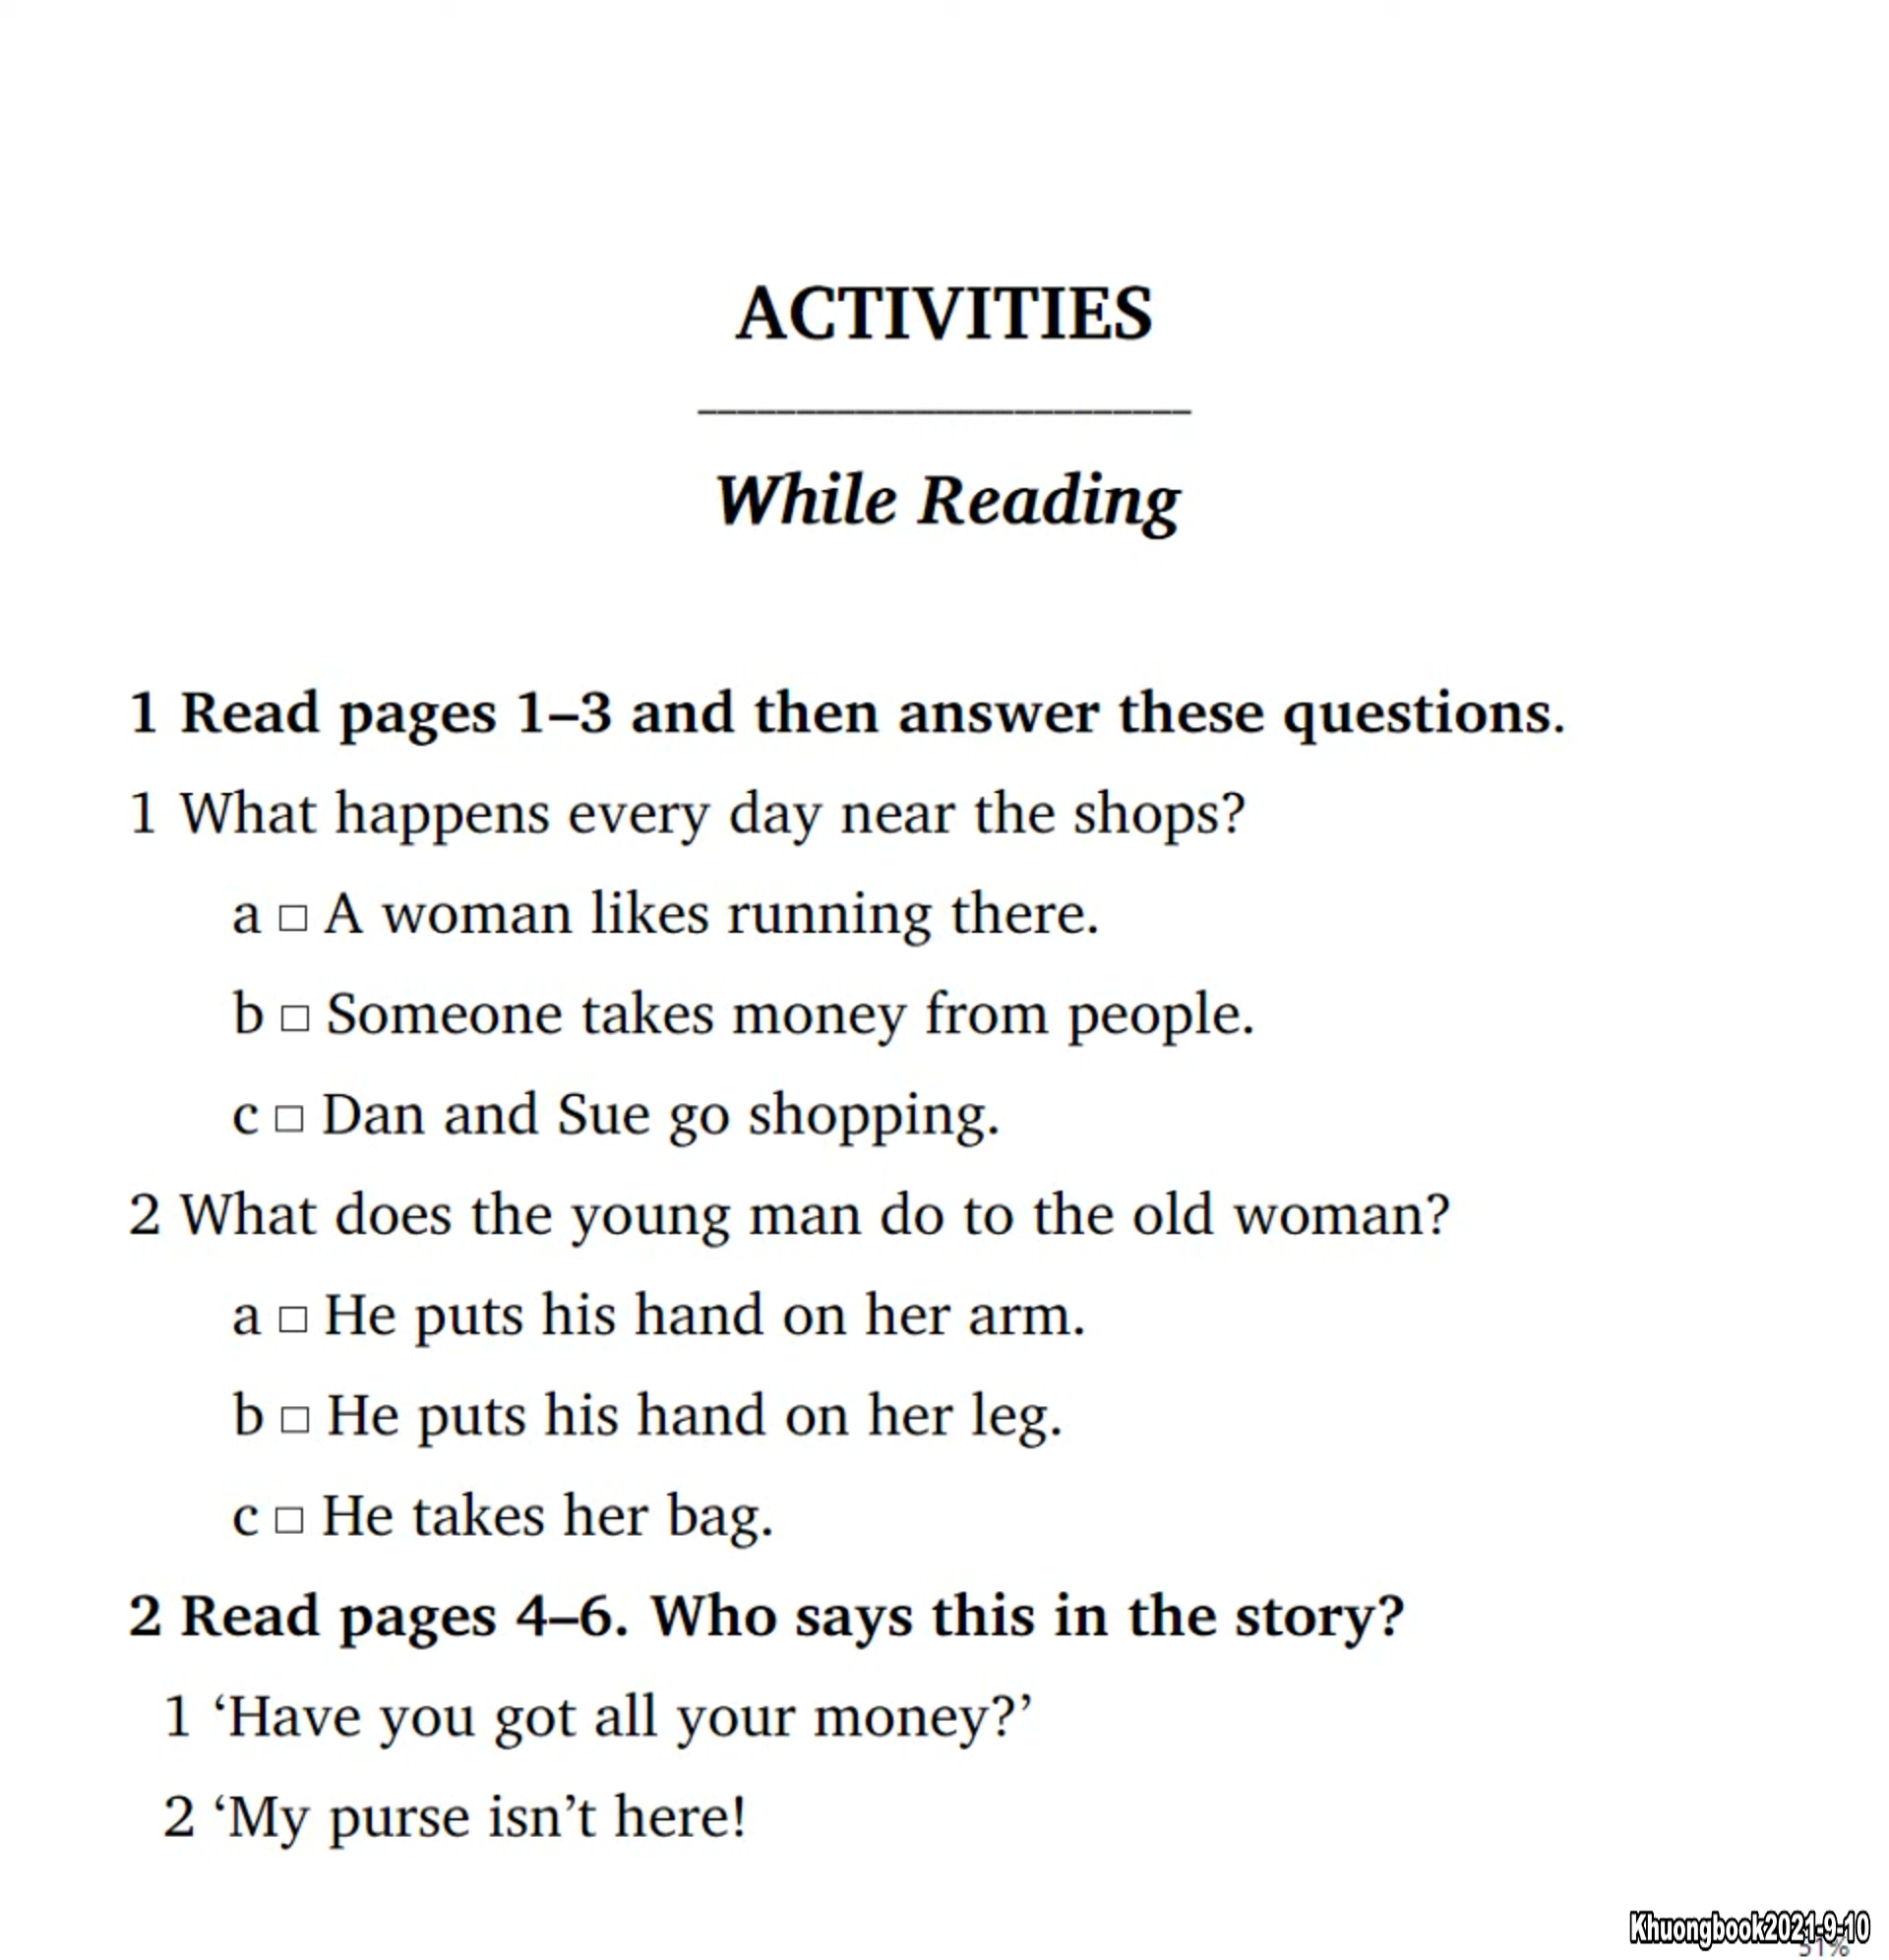 ACTIVITIES
While Reading
1 Read pages 1–3 and then answer these questions.
1 What happens every day near the shops?
a □ A woman likes running there.
b □ Someone takes money from people.
c □ Dan and Sue go shopping.
2 What does the young man do to the old woman?
a □ He puts his hand on her arm.
b □ He puts his hand on her leg.
c □ He takes her bag.
2 Read pages 4–6. Who says this in the story?
1 ‘Have you got all your money?’
2 ‘My purse isn’t here!
Khuongbook2021-9-10
51%